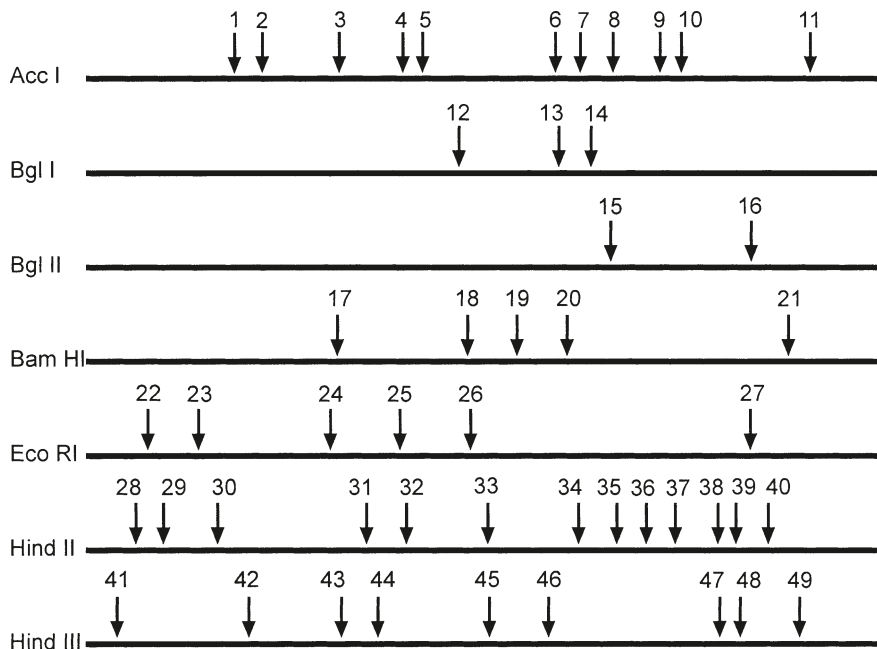 1 2 3 4 5 6 7 8 9 10 11
Acc I
12 13 14
Bgl I
15 16
Bgl II
17 18 19 20 21
Bam HI
22 23 24 25 26 27
Eco RI
28 29 30 31 32 33 34 35 36 37 38 39 40
Hind II
41 42 43 44 45 46 47 48 49
Hind III